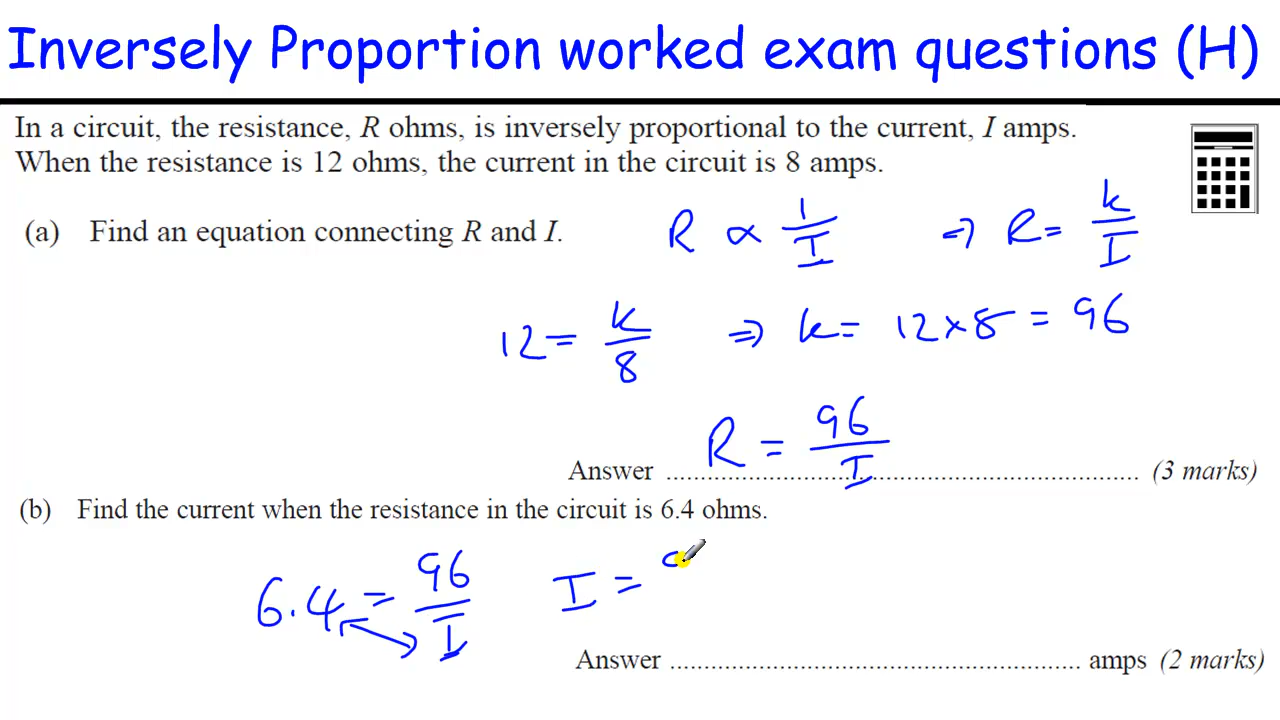 Inversely Proportion worked exam questions (H)
In a circuit, the resistance, R ohms, is inversely proportional to the current, I amps.
When the resistance is 12 ohms, the current in the circuit is 8 amps.
(a) Find an equation connecting R and I.
R ∝ 1/I ⇒ R = k/I
12 = k/8 ⇒ k = 12 × 8 = 96
R = 96/I
Answer ........................................................................ (3 marks)
(b) Find the current when the resistance in the circuit is 6.4 ohms.
6.4 = 96/I I =
Answer ............................................................. amps (2 marks)